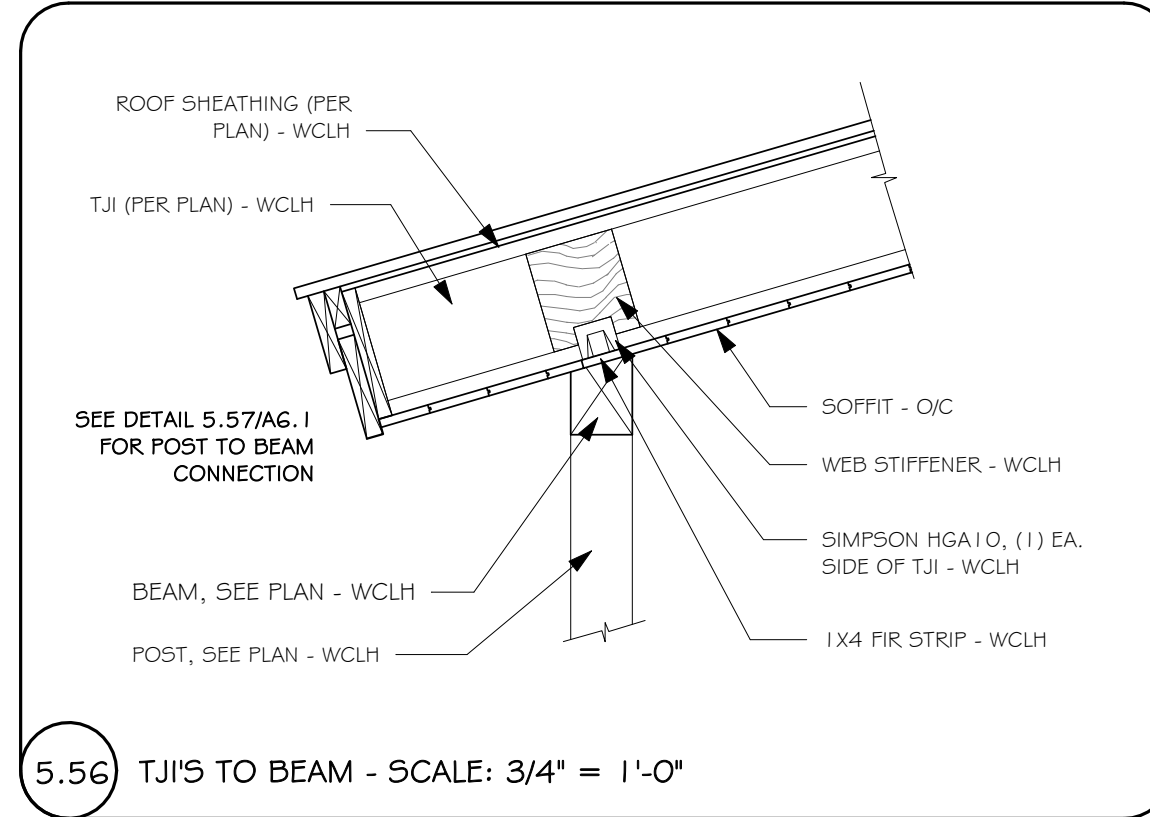 ROOF SHEATHING (PER
PLAN) - WCLH
TJI (PER PLAN) - WCLH
SEE DETAIL 5.57/A6.1
FOR POST TO BEAM
CONNECTION
BEAM, SEE PLAN - WCLH
POST, SEE PLAN - WCLH
SOFFIT - O/C
WEB STIFFENER - WCLH
SIMPSON HGA10, (1) EA.
SIDE OF TJI - WCLH
1X4 FIR STRIP - WCLH
5.56 TJI'S TO BEAM - SCALE: 3/4" = 1'-0"